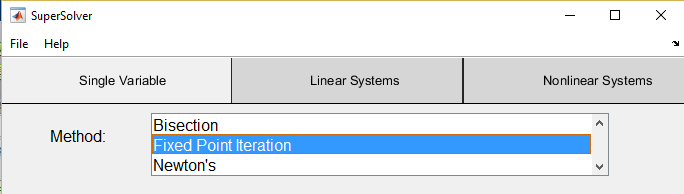 SuperSolver
File Help
Single Variable Linear Systems Nonlinear Systems
Method:
Bisection
Fixed Point Iteration
Newton's